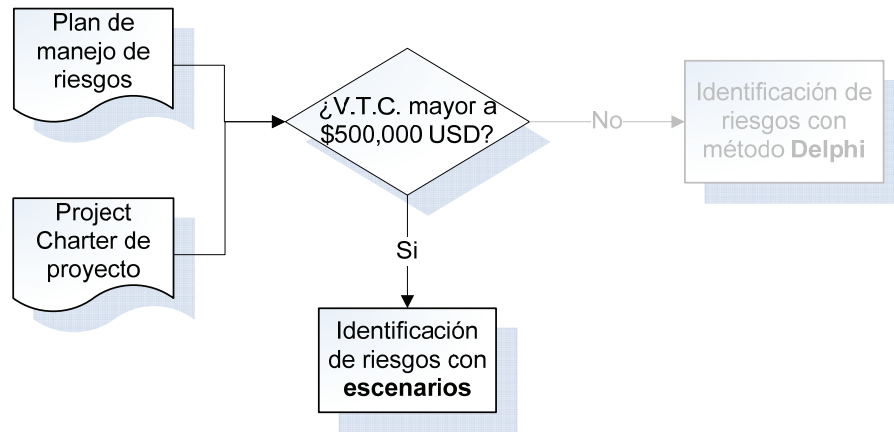 Plan de
manejo de
riesgos
¿V.T.C. mayor a
$500,000 USD?
No
Identificación de
riesgos con
método Delphi
Project
Charter de
proyecto
Si
Identificación
de riesgos con
escenarios